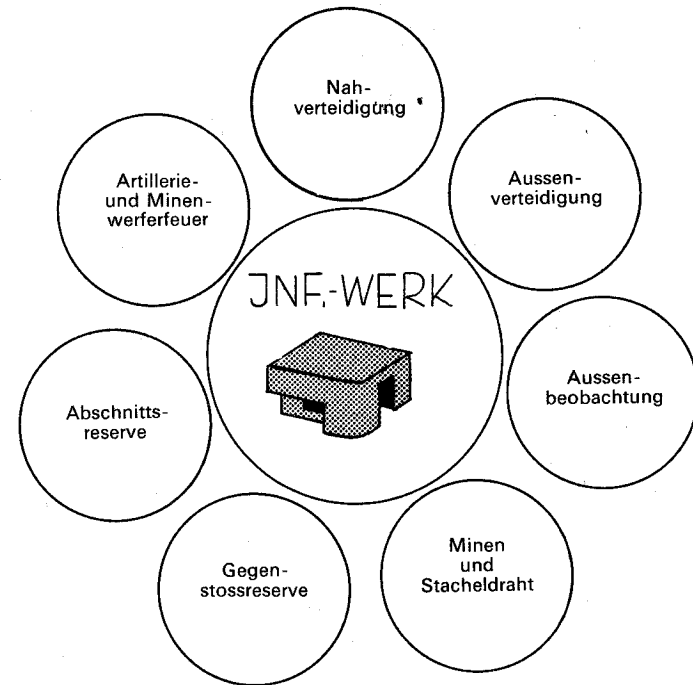 Nah-
verteidigung
Aussen-
verteidigung
Aussen-
beobachtung
Minen
und
Stacheldraht
Gegen-
stossreserve
Abschnitts-
reserve
Artillerie-
und Minen-
werferfeuer
JNF.-WERK